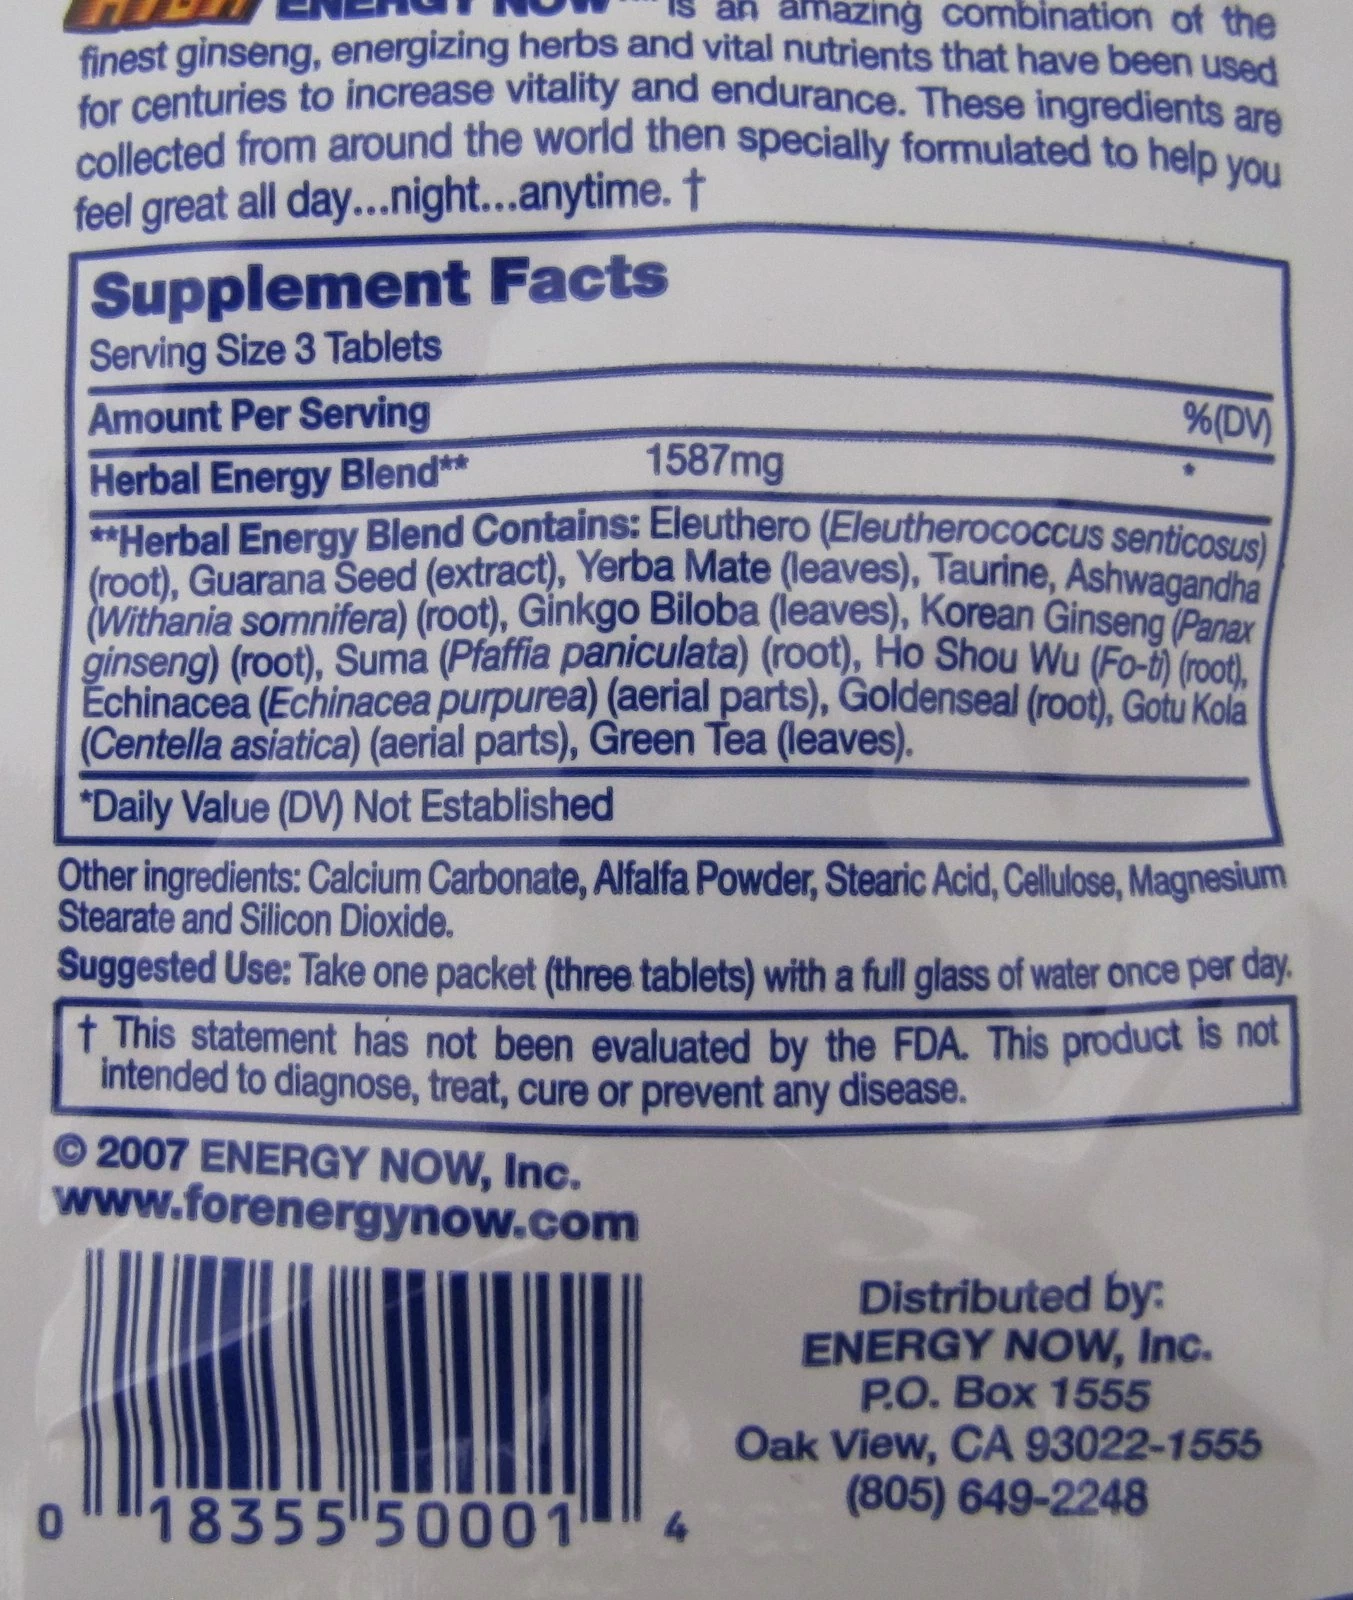 HIGH ENERGY NOW™ is an amazing combination of the
finest ginseng, energizing herbs and vital nutrients that have been used
for centuries to increase vitality and endurance. These ingredients are
collected from around the world then specially formulated to help you
feel great all day...night...anytime. †
Supplement Facts
Serving Size 3 Tablets
Amount Per Serving %(DV)
Herbal Energy Blend** 1587mg *
**Herbal Energy Blend Contains: Eleuthero (Eleutherococcus senticosus)
(root), Guarana Seed (extract), Yerba Mate (leaves), Taurine, Ashwagandha
(Withania somnifera) (root), Ginkgo Biloba (leaves), Korean Ginseng (Panax
ginseng) (root), Suma (Pfaffia paniculata) (root), Ho Shou Wu (Fo-ti) (root),
Echinacea (Echinacea purpurea) (aerial parts), Goldenseal (root), Gotu Kola
(Centella asiatica) (aerial parts), Green Tea (leaves).
*Daily Value (DV) Not Established
Other ingredients: Calcium Carbonate, Alfalfa Powder, Stearic Acid, Cellulose, Magnesium
Stearate and Silicon Dioxide.
Suggested Use: Take one packet (three tablets) with a full glass of water once per day.
† This statement has not been evaluated by the FDA. This product is not
intended to diagnose, treat, cure or prevent any disease.
© 2007 ENERGY NOW, Inc.
www.forenergynow.com
0 18355 50001 4
Distributed by:
ENERGY NOW, Inc.
P.O. Box 1555
Oak View, CA 93022-1555
(805) 649-2248